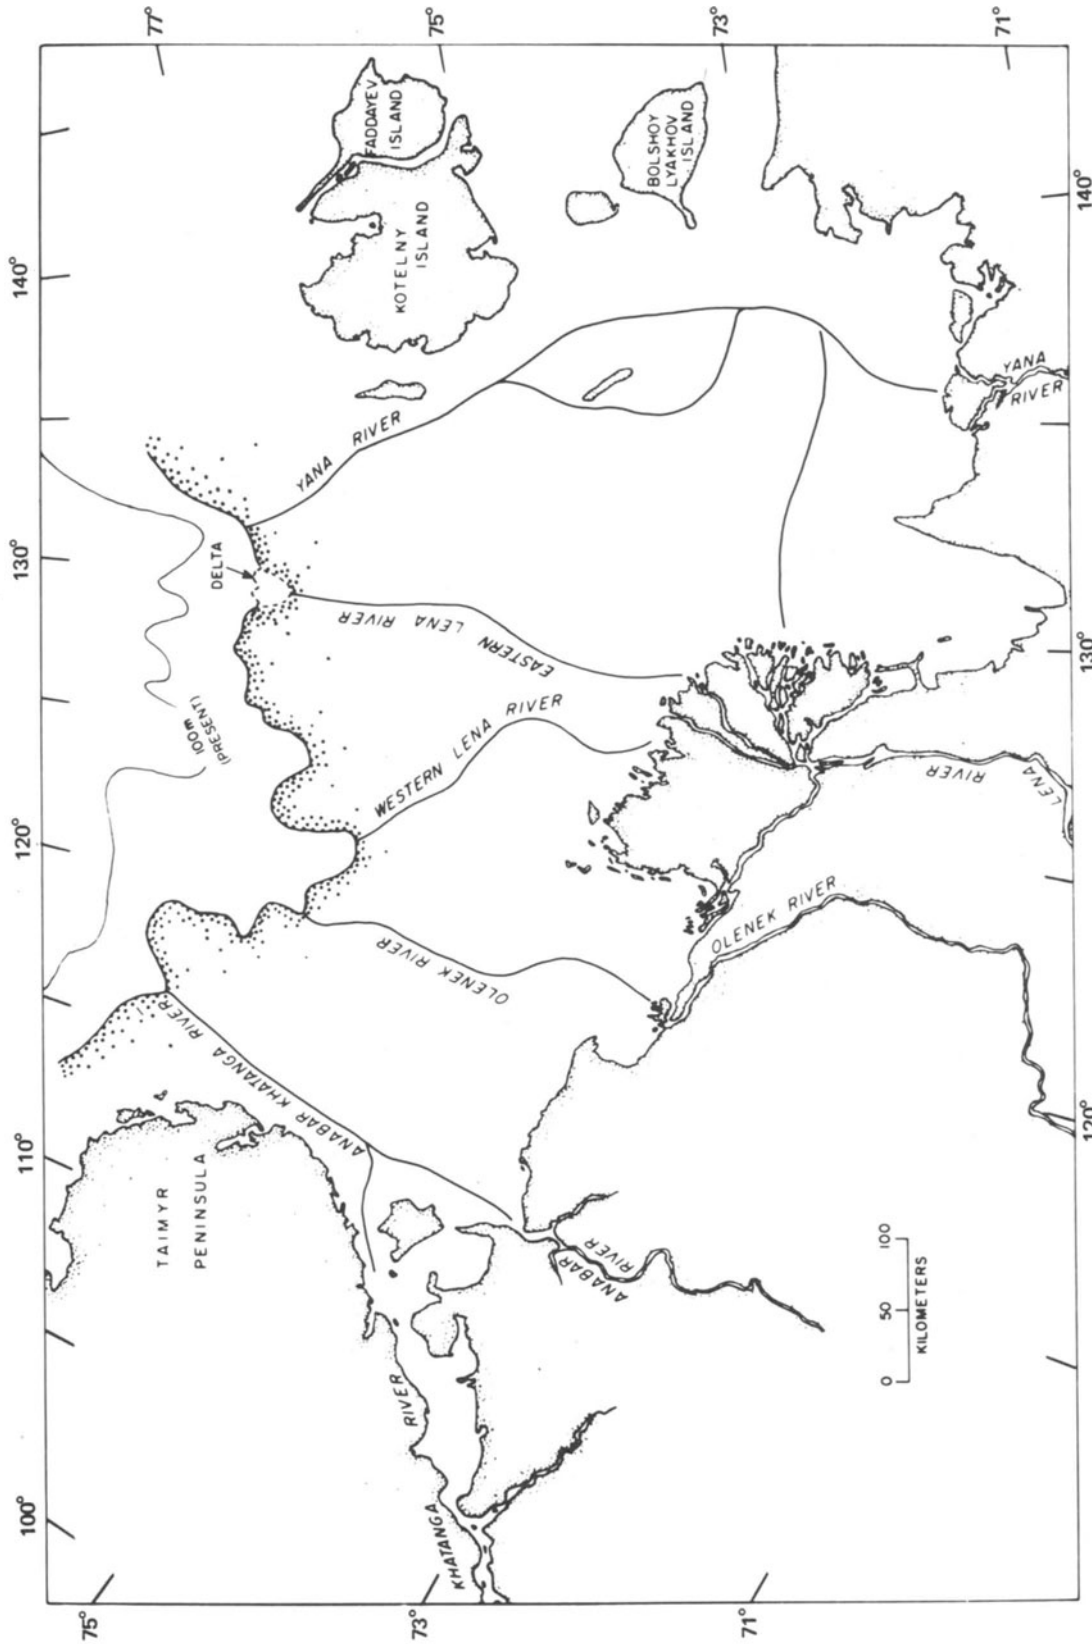 100°
110°
120°
130°
140°
75°
73°
71°
77°
75°
73°
71°
120°
130°
140°
TAIMYR
PENINSULA
KHATANGA
RIVER
ANABAR KHATANGA RIVER
ANABAR
RIVER
OLENEK RIVER
OLENEK RIVER
WESTERN LENA RIVER
EASTERN LENA RIVER
LENA
RIVER
100m
(PRESENT)
DELTA
YANA RIVER
YANA
RIVER
KOTELNY
ISLAND
FADDAYEV
ISLAND
BOLSHOY
LYAKHOV
ISLAND
0 50 100
KILOMETERS